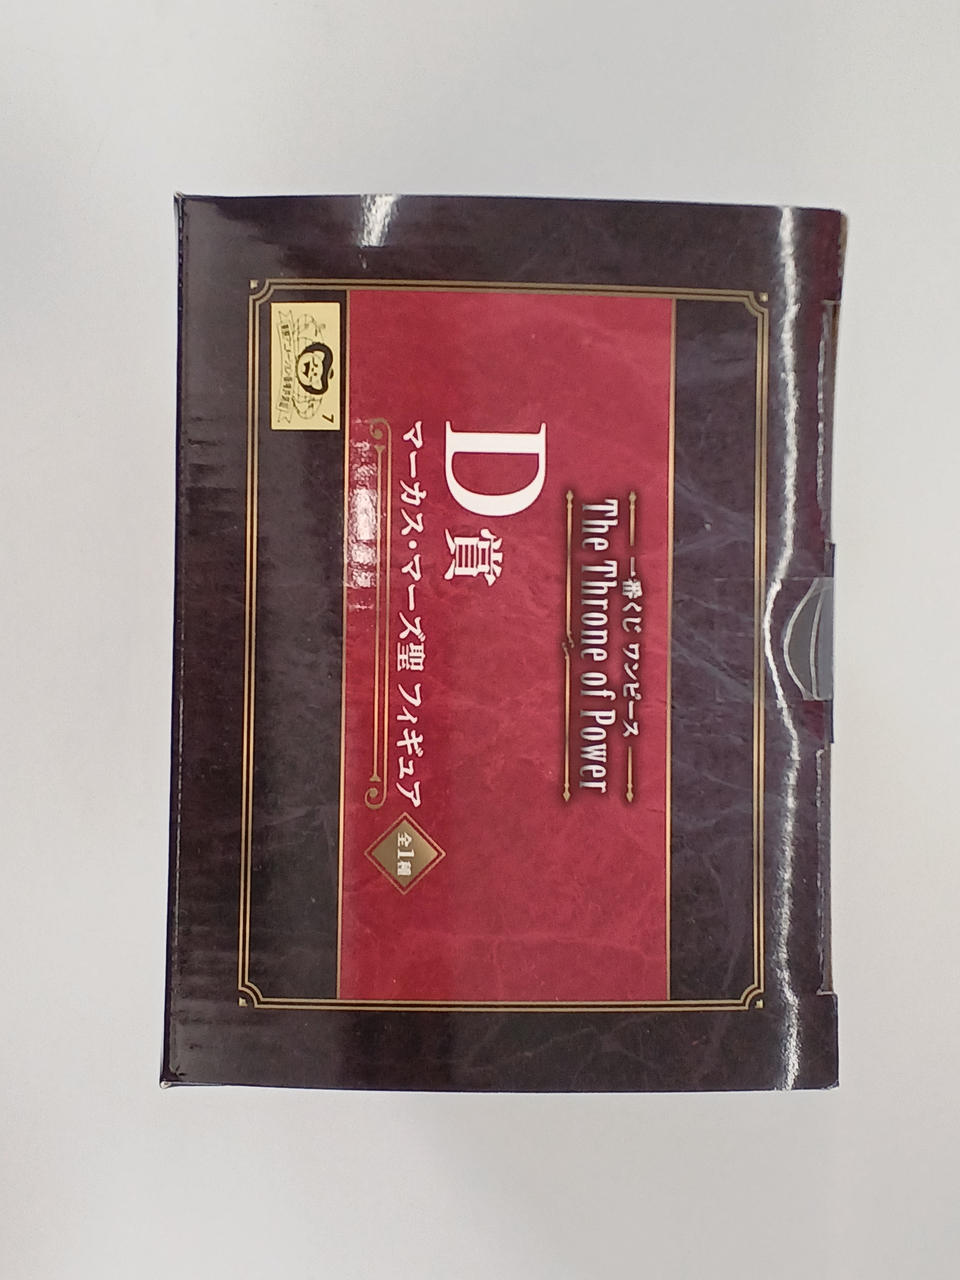 一番くじ ワンピース
The Throne of Power
D賞
マーカス・マーズ聖 フィギュア
全1種
7